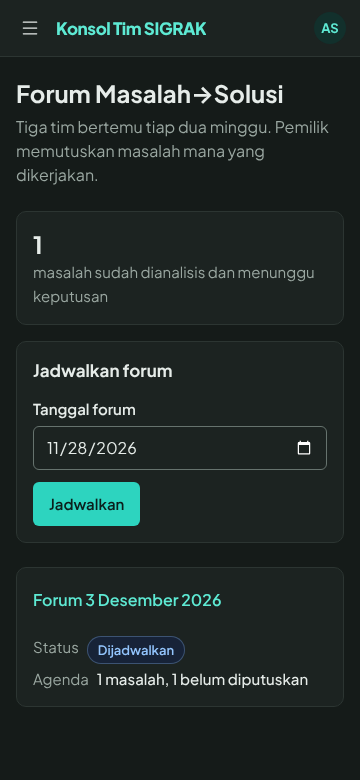 ☰ Konsol Tim SIGRAK AS
Forum Masalah→Solusi
Tiga tim bertemu tiap dua minggu. Pemilik
memutuskan masalah mana yang
dikerjakan.
1
masalah sudah dianalisis dan menunggu
keputusan
Jadwalkan forum
Tanggal forum
11/28/2026
Jadwalkan
Forum 3 Desember 2026
Status Dijadwalkan
Agenda 1 masalah, 1 belum diputuskan